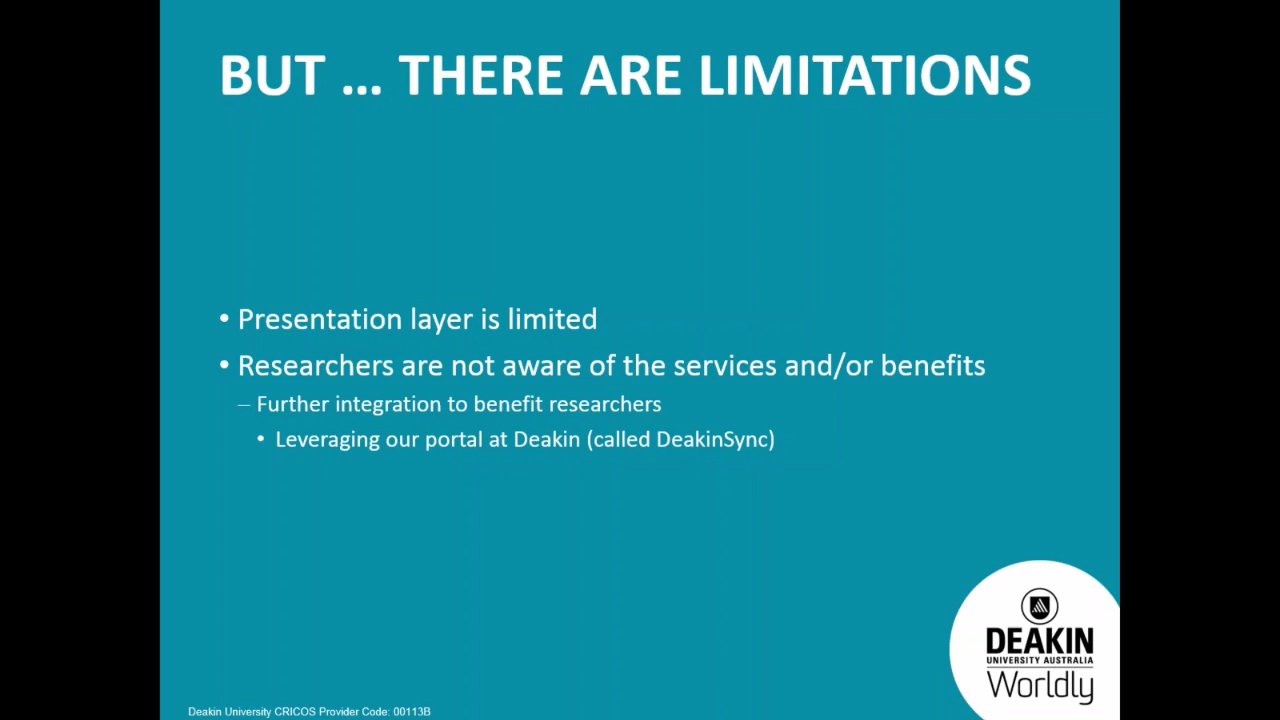 BUT ... THERE ARE LIMITATIONS
• Presentation layer is limited
• Researchers are not aware of the services and/or benefits
– Further integration to benefit researchers
• Leveraging our portal at Deakin (called DeakinSync)
DEAKIN
UNIVERSITY AUSTRALIA
Worldly
Deakin University CRICOS Provider Code: 00113B